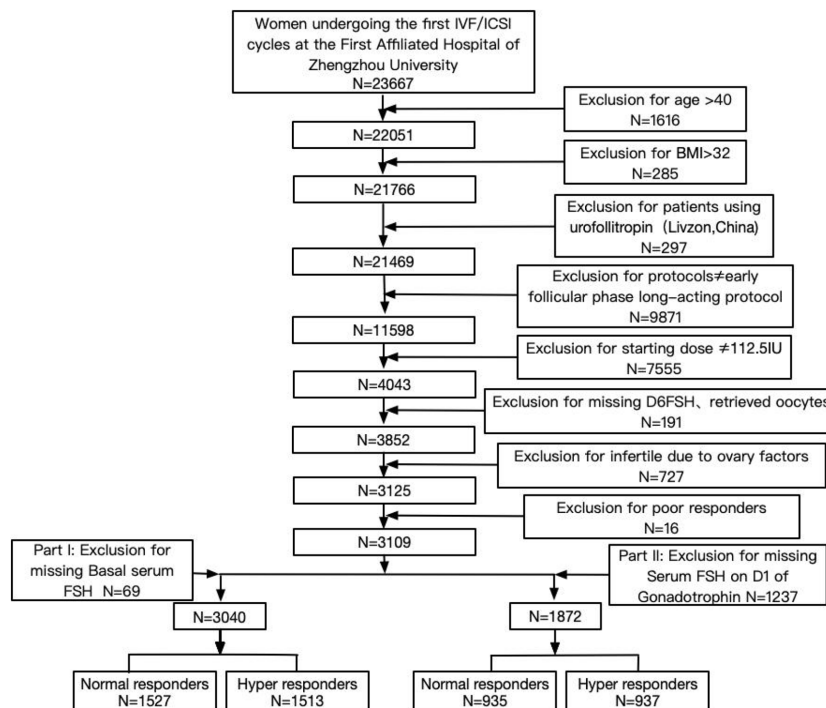 Women undergoing the first IVF/ICSI
cycles at the First Affiliated Hospital of
Zhengzhou University
N=23667
Exclusion for age >40
N=1616
N=22051
Exclusion for BMI>32
N=285
N=21766
Exclusion for patients using
urofollitropin（Livzon,China)
N=297
N=21469
Exclusion for protocols≠early
follicular phase long-acting protocol
N=9871
N=11598
Exclusion for starting dose ≠112.5IU
N=7555
N=4043
Exclusion for missing D6FSH、retrieved oocytes
N=191
N=3852
Exclusion for infertile due to ovary factors
N=727
N=3125
Exclusion for poor responders
N=16
N=3109
Part I: Exclusion for
missing Basal serum
FSH N=69
Part II: Exclusion for missing
Serum FSH on D1 of
Gonadotrophin N=1237
N=3040
N=1872
Normal responders
N=1527
Hyper responders
N=1513
Normal responders
N=935
Hyper responders
N=937